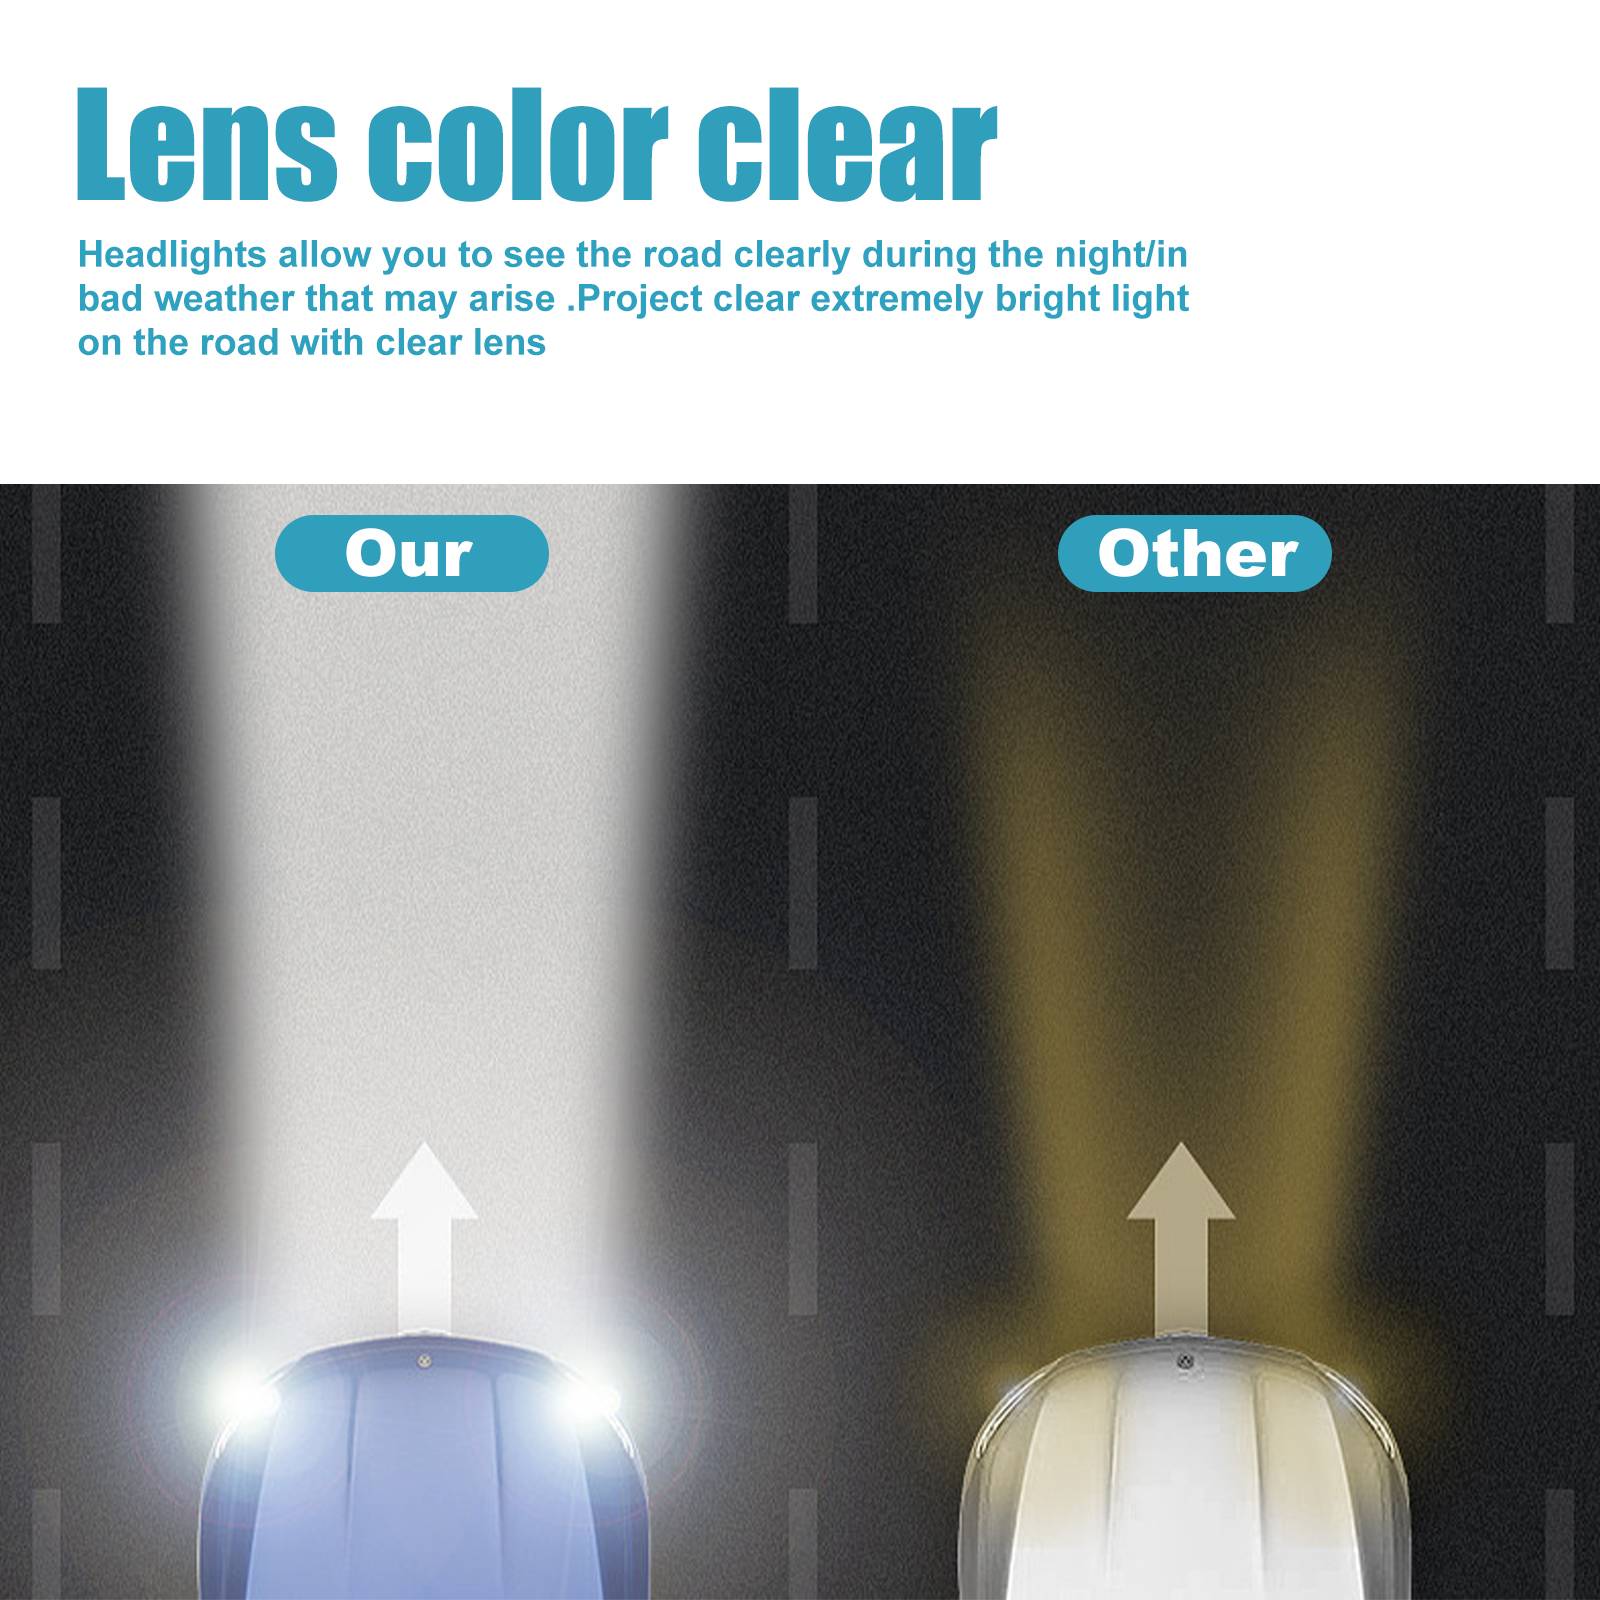 Lens color clear
Headlights allow you to see the road clearly during the night/in
bad weather that may arise .Project clear extremely bright light
on the road with clear lens
Our
Other